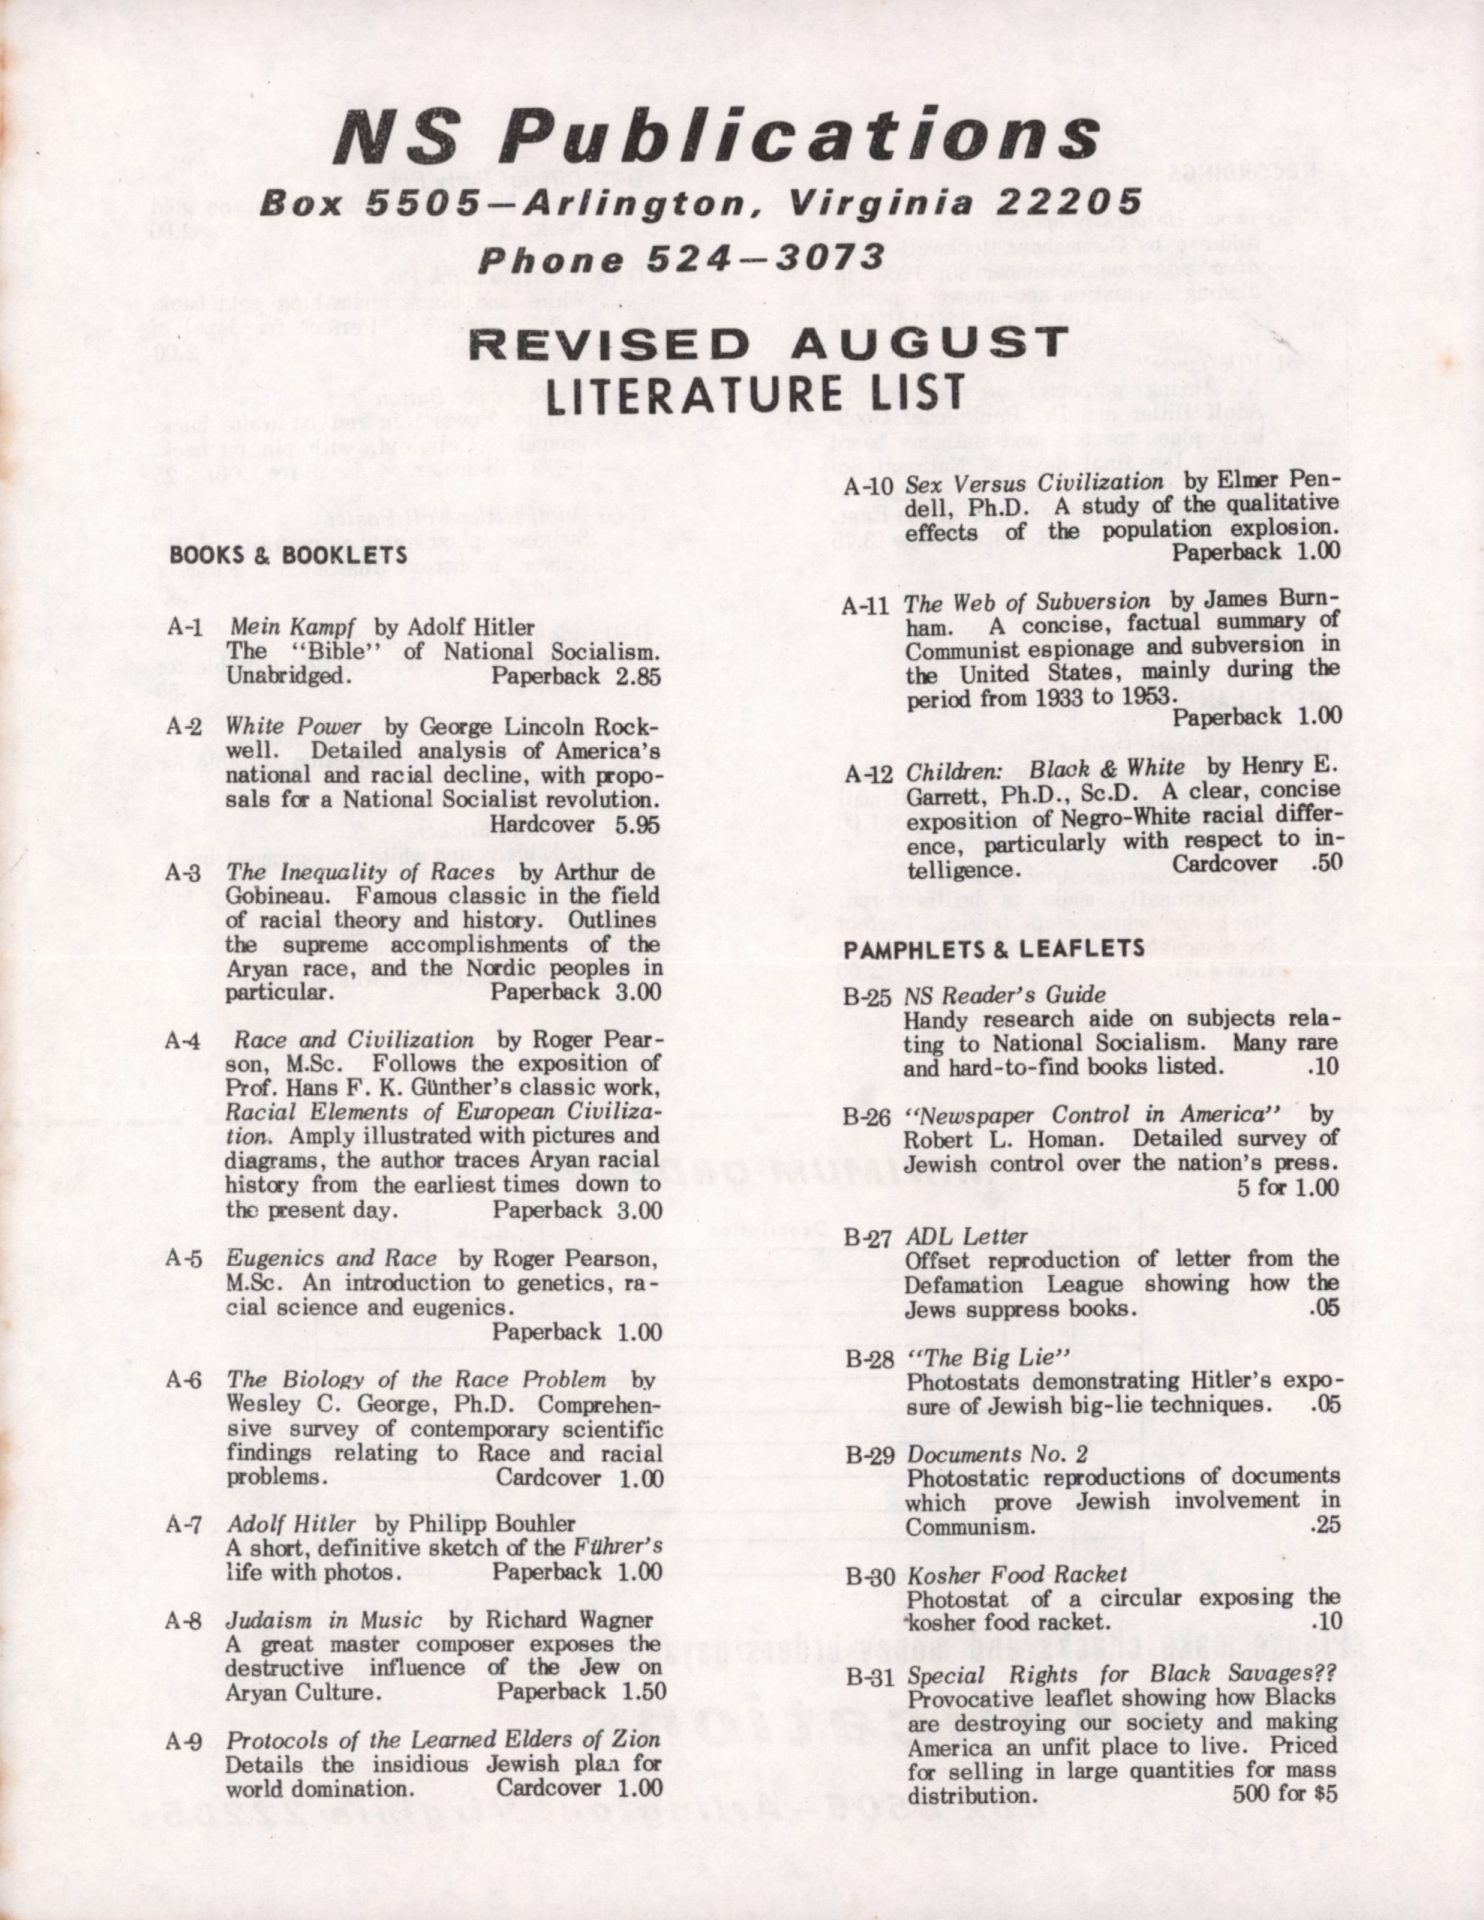 NS Publications
Box 5505—Arlington, Virginia 22205
Phone 524—3073
REVISED AUGUST
LITERATURE LIST
BOOKS & BOOKLETS
A-1 Mein Kampf by Adolf Hitler
The "Bible" of National Socialism.
Unabridged. Paperback 2.85
A-2 White Power by George Lincoln Rock-
well. Detailed analysis of America's
national and racial decline, with propo-
sals for a National Socialist revolution.
Hardcover 5.95
A-3 The Inequality of Races by Arthur de
Gobineau. Famous classic in the field
of racial theory and history. Outlines
the supreme accomplishments of the
Aryan race, and the Nordic peoples in
particular. Paperback 3.00
A-4 Race and Civilization by Roger Pear-
son, M.Sc. Follows the exposition of
Prof. Hans F. K. Günther's classic work,
Racial Elements of European Civiliza-
tion. Amply illustrated with pictures and
diagrams, the author traces Aryan racial
history from the earliest times down to
the present day. Paperback 3.00
A-5 Eugenics and Race by Roger Pearson,
M.Sc. An introduction to genetics, ra-
cial science and eugenics.
Paperback 1.00
A-6 The Biology of the Race Problem by
Wesley C. George, Ph.D. Comprehen-
sive survey of contemporary scientific
findings relating to Race and racial
problems. Cardcover 1.00
A-7 Adolf Hitler by Philipp Bouhler
A short, definitive sketch of the Führer's
life with photos. Paperback 1.00
A-8 Judaism in Music by Richard Wagner
A great master composer exposes the
destructive influence of the Jew on
Aryan Culture. Paperback 1.50
A-9 Protocols of the Learned Elders of Zion
Details the insidious Jewish plan for
world domination. Cardcover 1.00
A-10 Sex Versus Civilization by Elmer Pen-
dell, Ph.D. A study of the qualitative
effects of the population explosion.
Paperback 1.00
A-11 The Web of Subversion by James Burn-
ham. A concise, factual summary of
Communist espionage and subversion in
the United States, mainly during the
period from 1933 to 1953.
Paperback 1.00
A-12 Children: Black & White by Henry E.
Garrett, Ph.D., Sc.D. A clear, concise
exposition of Negro-White racial differ-
ence, particularly with respect to in-
telligence. Cardcover .50
PAMPHLETS & LEAFLETS
B-25 NS Reader's Guide
Handy research aide on subjects rela-
ting to National Socialism. Many rare
and hard-to-find books listed. .10
B-26 "Newspaper Control in America" by
Robert L. Homan. Detailed survey of
Jewish control over the nation's press.
5 for 1.00
B-27 ADL Letter
Offset reproduction of letter from the
Defamation League showing how the
Jews suppress books. .05
B-28 "The Big Lie"
Photostats demonstrating Hitler's expo-
sure of Jewish big-lie techniques. .05
B-29 Documents No. 2
Photostatic reproductions of documents
which prove Jewish involvement in
Communism. .25
B-30 Kosher Food Racket
Photostat of a circular exposing the
kosher food racket. .10
B-31 Special Rights for Black Savages??
Provocative leaflet showing how Blacks
are destroying our society and making
America an unfit place to live. Priced
for selling in large quantities for mass
distribution. 500 for $5